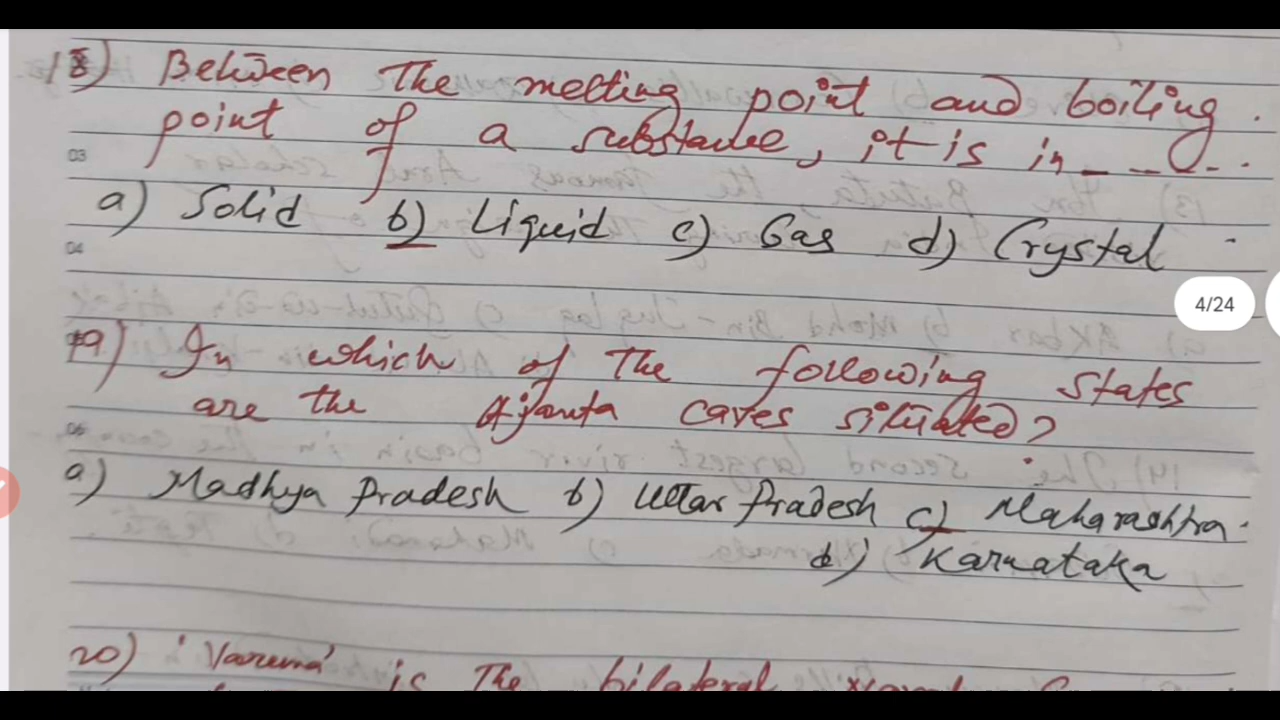 18) Between The melting point and boiling
point of a substance, it is in _ _ _ .
03
a) Solid b) Liquid c) Gas d) Crystal
04
4/24
19) In which of The following States
are the Ajanta caves situated?
a) Madhya Pradesh b) Uttar Pradesh c) Maharashtra
d) Karnataka
20) 'Varuna' is The bilateral